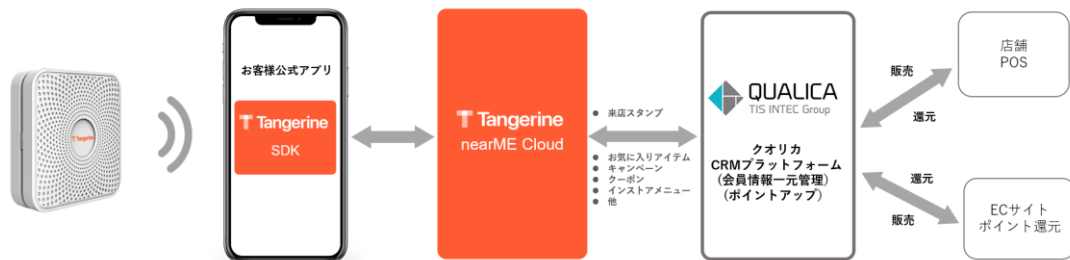 Tangerine
お客様公式アプリ
Tangerine
SDK
Tangerine
nearME Cloud
来店スタンプ
お気に入りアイテム
キャンペーン
クーポン
インストアメニュー
他
QUALICA
TIS INTEC Group
クオリカ
CRMプラットフォーム
(会員情報一元管理)
(ポイントアップ)
販売
還元
還元
販売
店舗
POS
ECサイト
ポイント還元